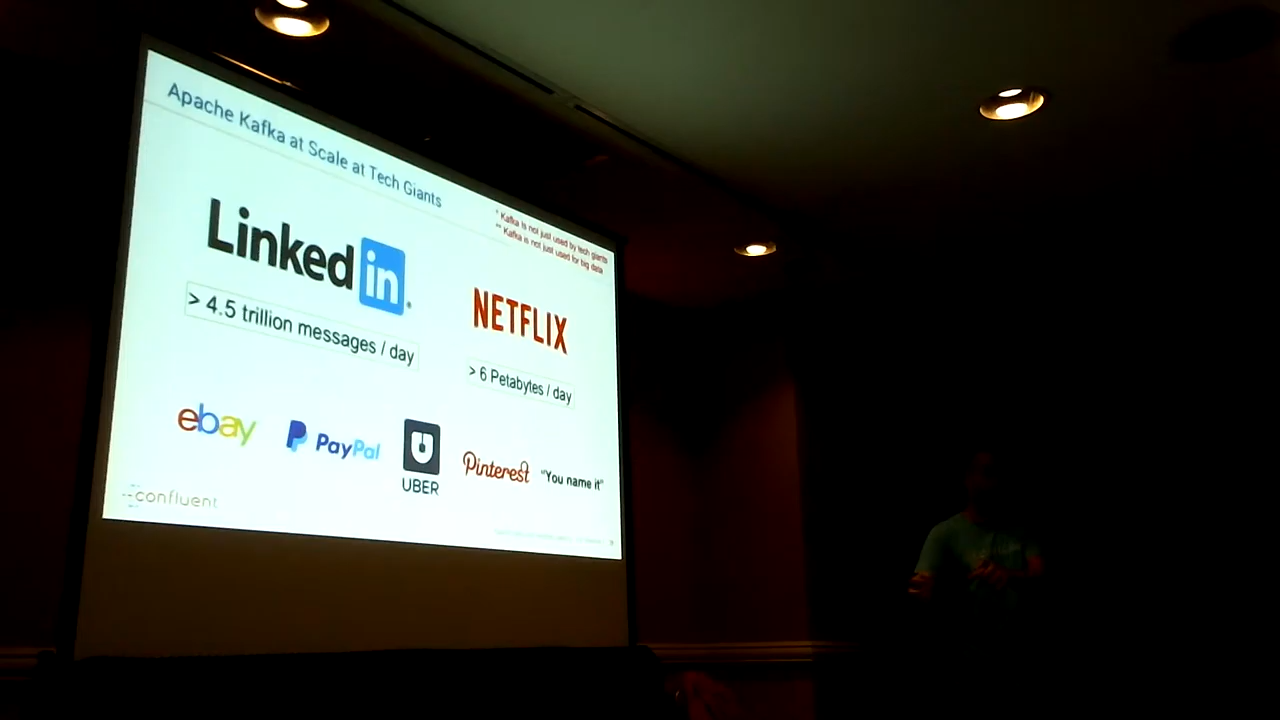 Apache Kafka at Scale at Tech Giants
* Kafka is not just used by tech giants
** Kafka is not just used for big data
Linked in
NETFLIX
> 4.5 trillion messages / day
> 6 Petabytes / day
ebay
PayPal
UBER
Pinterest
"You name it"
confluent